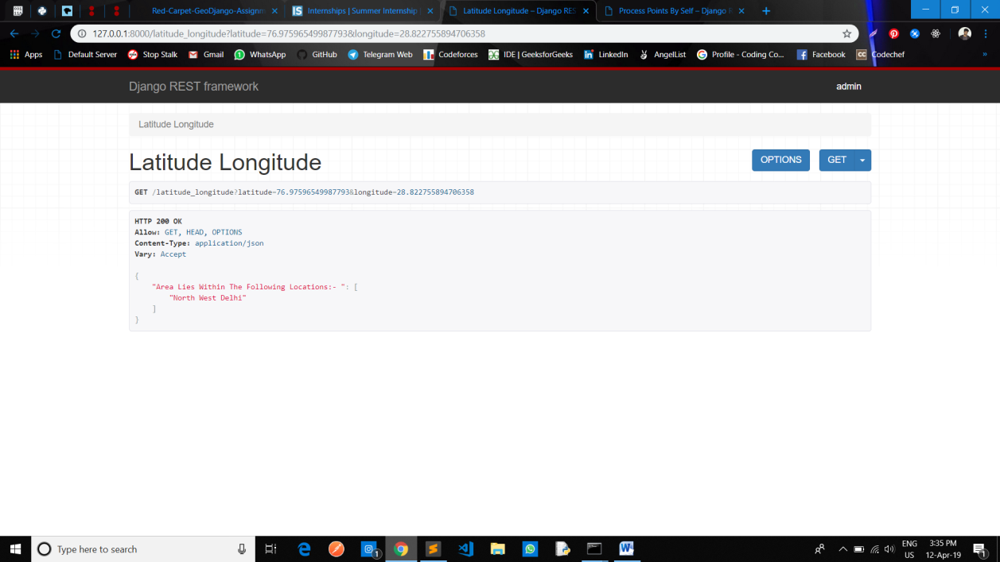 Red-Carpet-GeoDjango-Assignm
Internships | Summer Internship
Latitude Longitude – Django RES
Process Points By Self – Django R
127.0.0.1:8000/latitude_longitude?latitude=76.97596549987793&longitude=28.822755894706358
Apps Default Server Stop Stalk Gmail WhatsApp GitHub Telegram Web Codeforces IDE | GeeksforGeeks LinkedIn AngelList Profile - Coding Co... Facebook Codechef »
Django REST framework admin
Latitude Longitude
Latitude Longitude OPTIONS GET
GET /latitude_longitude?latitude=76.97596549987793&longitude=28.822755894706358
HTTP 200 OK
Allow: GET, HEAD, OPTIONS
Content-Type: application/json
Vary: Accept
{
"Area Lies Within The Following Locations:- ": [
"North West Delhi"
]
}
Type here to search
1
ENG
US
3:35 PM
12-Apr-19
1